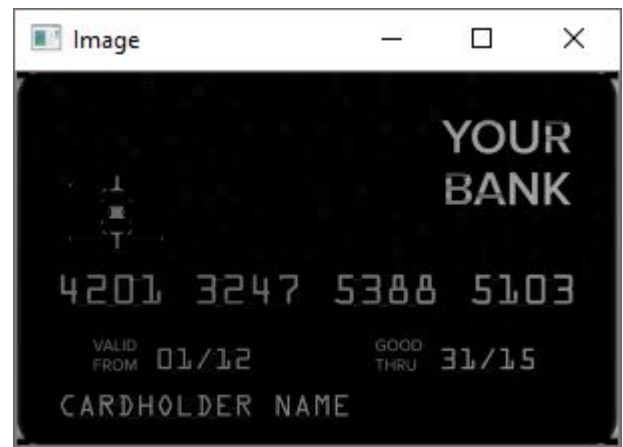 Image
YOUR
BANK
4201 3247 5388 5103
VALID
FROM 01/12
GOOD
THRU 31/15
CARDHOLDER NAME